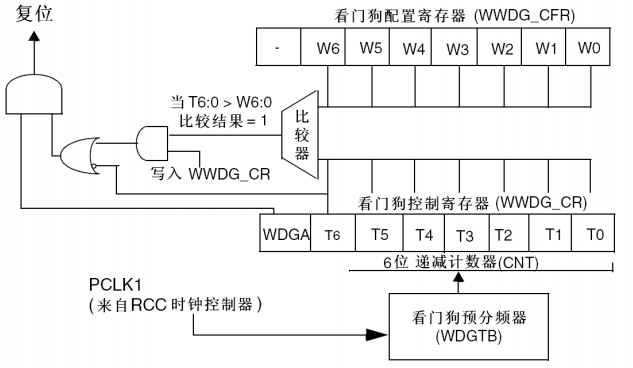 复位
看门狗配置寄存器 (WWDG_CFR)
- W6 W5 W4 W3 W2 W1 W0
当 T6:0 > W6:0
比较结果 = 1
比较器
写入 WWDG_CR
看门狗控制寄存器 (WWDG_CR)
WDGA T6 T5 T4 T3 T2 T1 T0
6位 递减计数器(CNT)
PCLK1
(来自RCC 时钟控制器)
看门狗预分频器
(WDGTB)